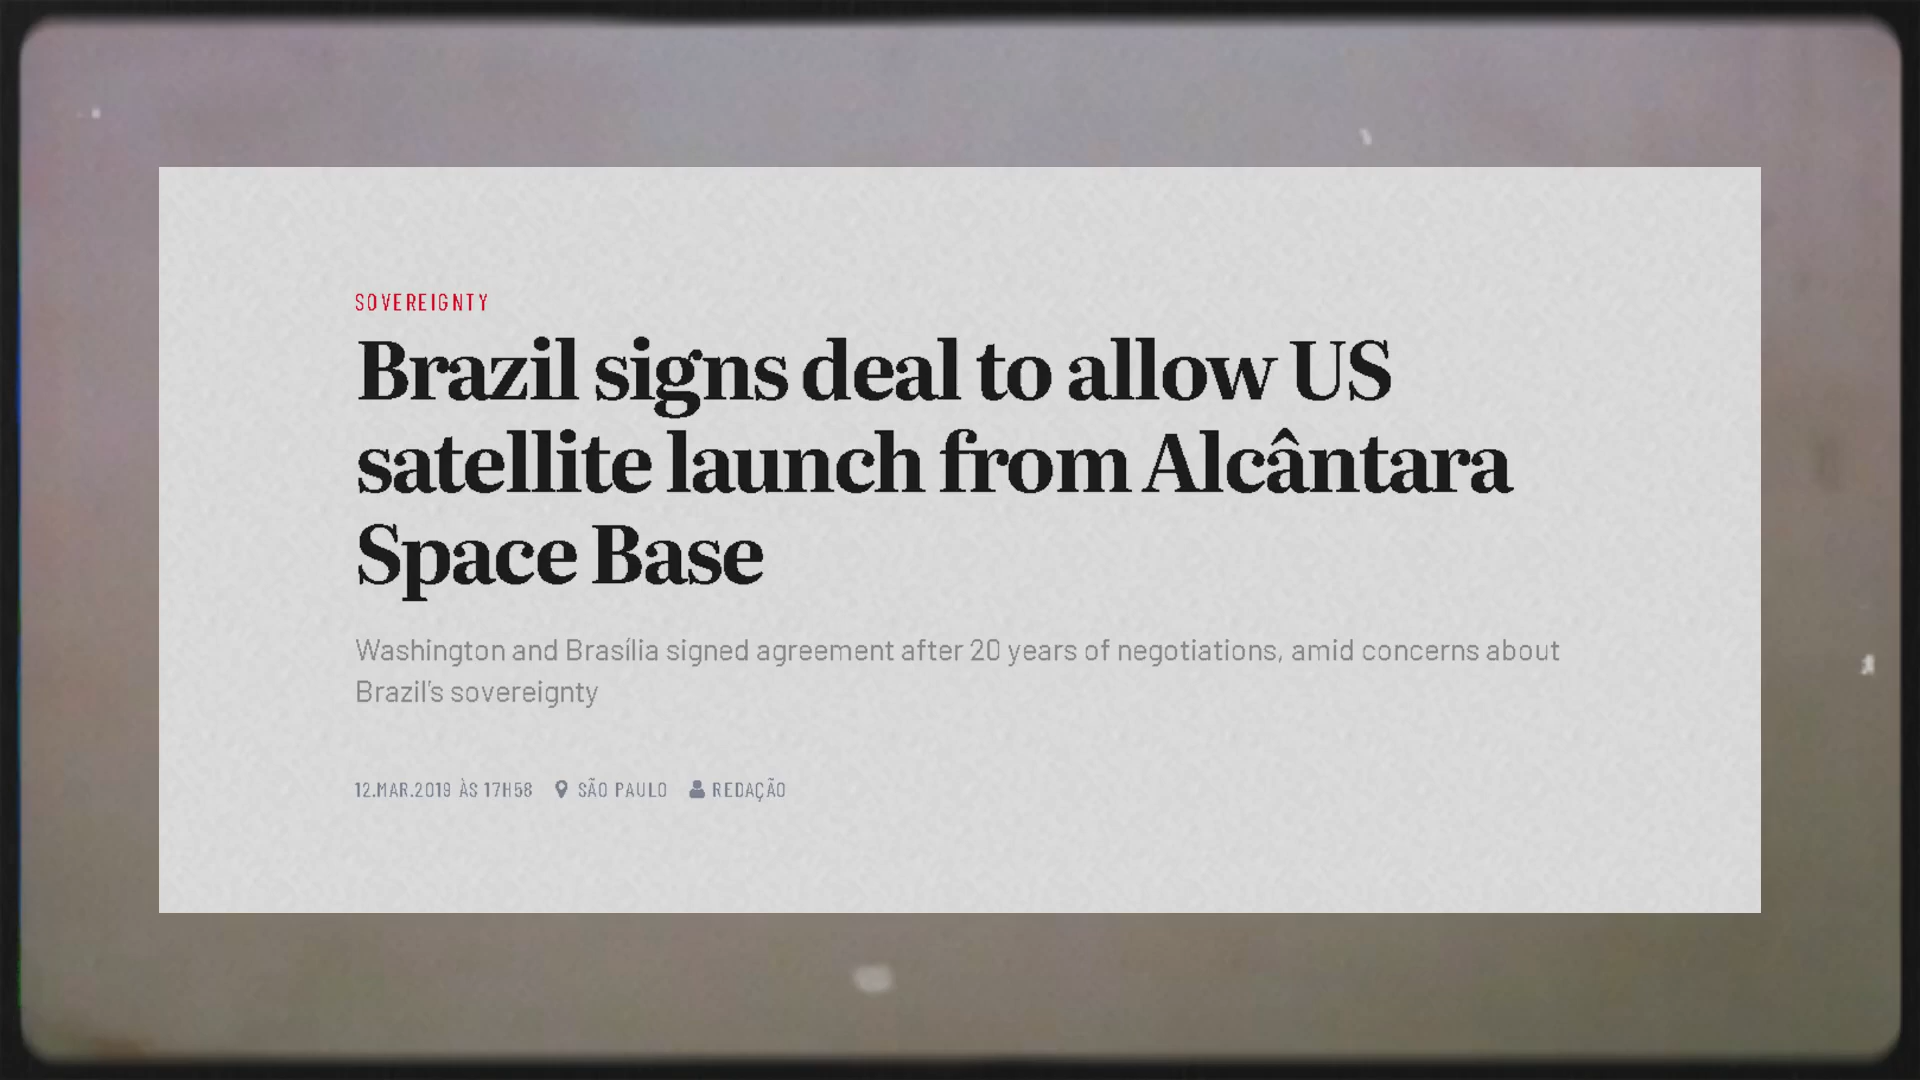 SOVEREIGNTY
Brazil signs deal to allow US
satellite launch from Alcântara
Space Base
Washington and Brasília signed agreement after 20 years of negotiations, amid concerns about
Brazil's sovereignty
12.MAR.2019 ÀS 17H58 SÃO PAULO REDAÇÃO